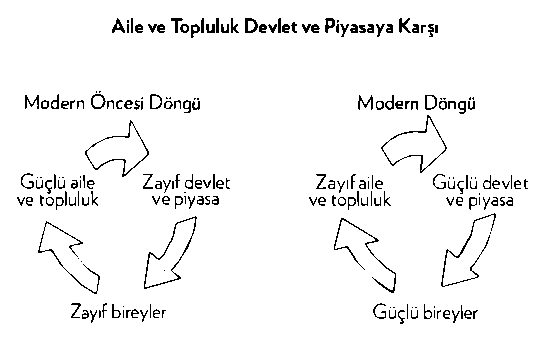 Aile ve Topluluk Devlet ve Piyasaya Karşı
Modern Öncesi Döngü
Güçlü aile
ve topluluk
Zayıf devlet
ve piyasa
Zayıf bireyler
Modern Döngü
Zayıf aile
ve topluluk
Güçlü devlet
ve piyasa
Güçlü bireyler